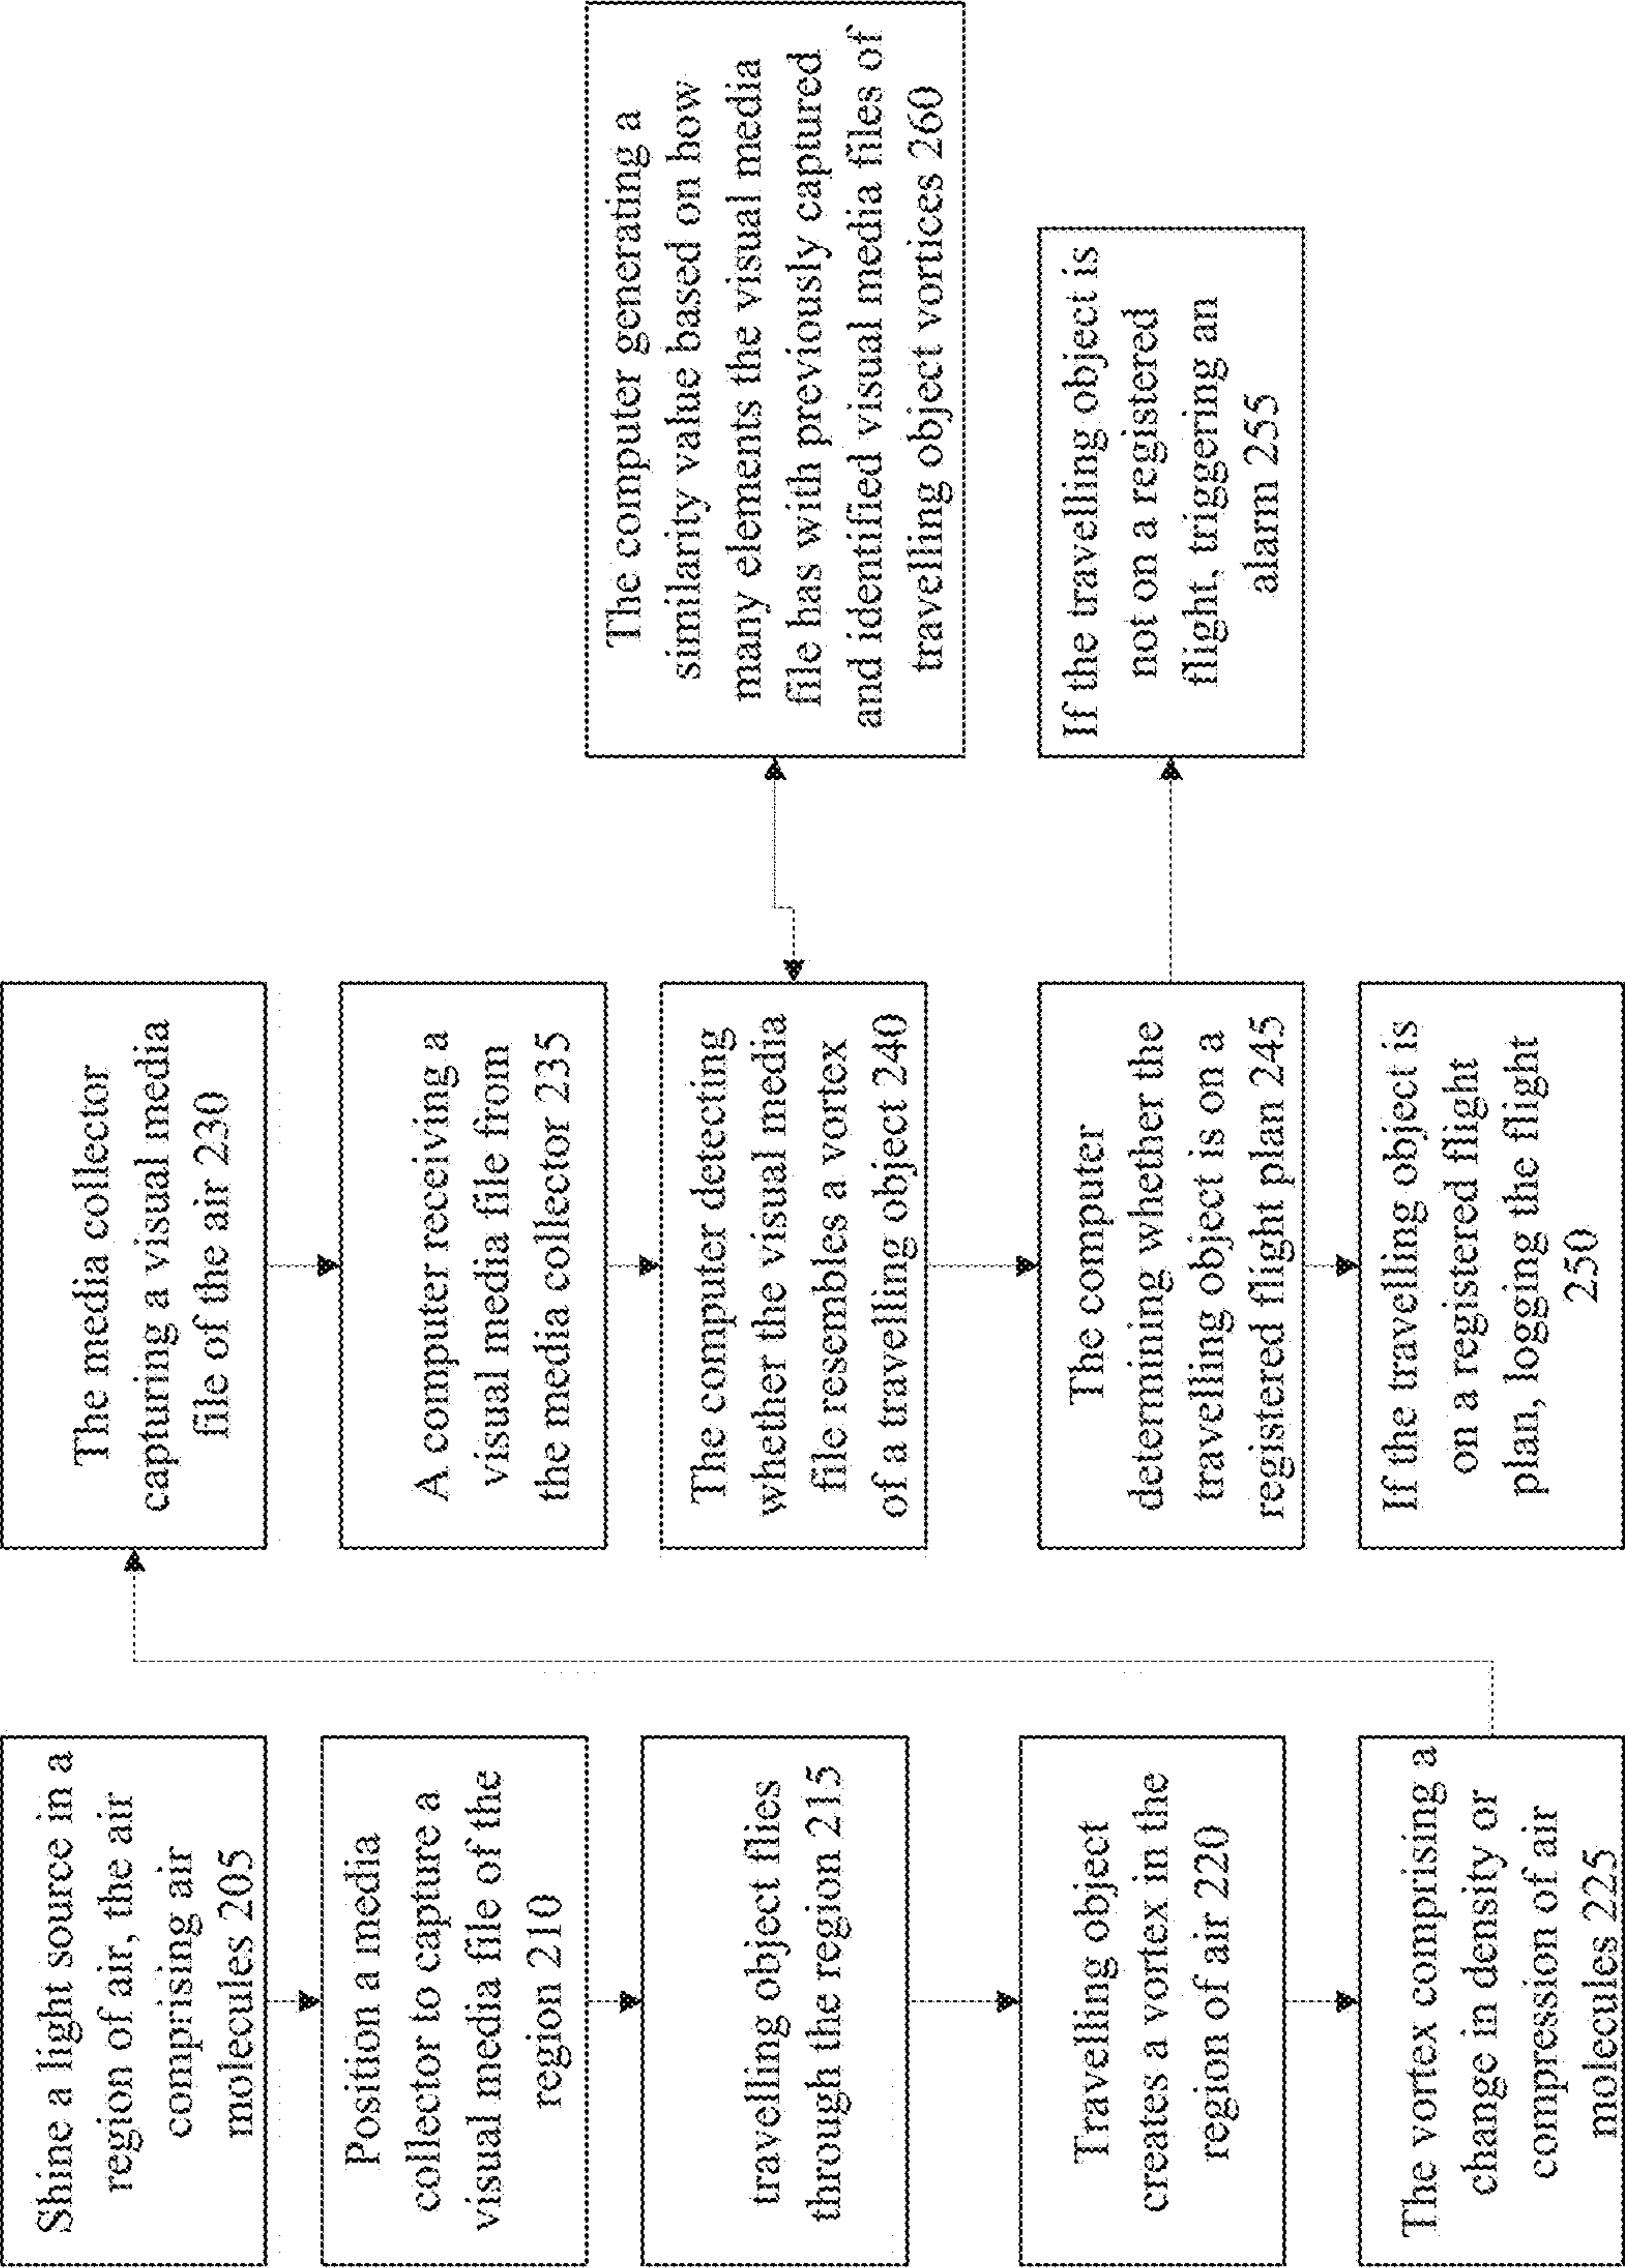 Shine a light source in a
region of air, the air
comprising air
molecules 205
Position a media
collector to capture a
visual media file of the
region 210
travelling object flies
through the region 215
Travelling object
creates a vortex in the
region of air 220
The vortex comprising a
change in density or
compression of air
molecules 225
The media collector
capturing a visual media
file of the air 230
A computer receiving a
visual media file from
the media collector 235
The computer detecting
whether the visual media
file resembles a vortex
of a travelling object 240
The computer
determining whether the
travelling object is on a
registered flight plan 245
If the travelling object is
on a registered flight
plan, logging the flight
250
The computer generating a
similarity value based on how
many elements the visual media
file has with previously captured
and identified visual media files of
travelling object vortices 260
If the travelling object is
not on a registered
flight, triggering an
alarm 255